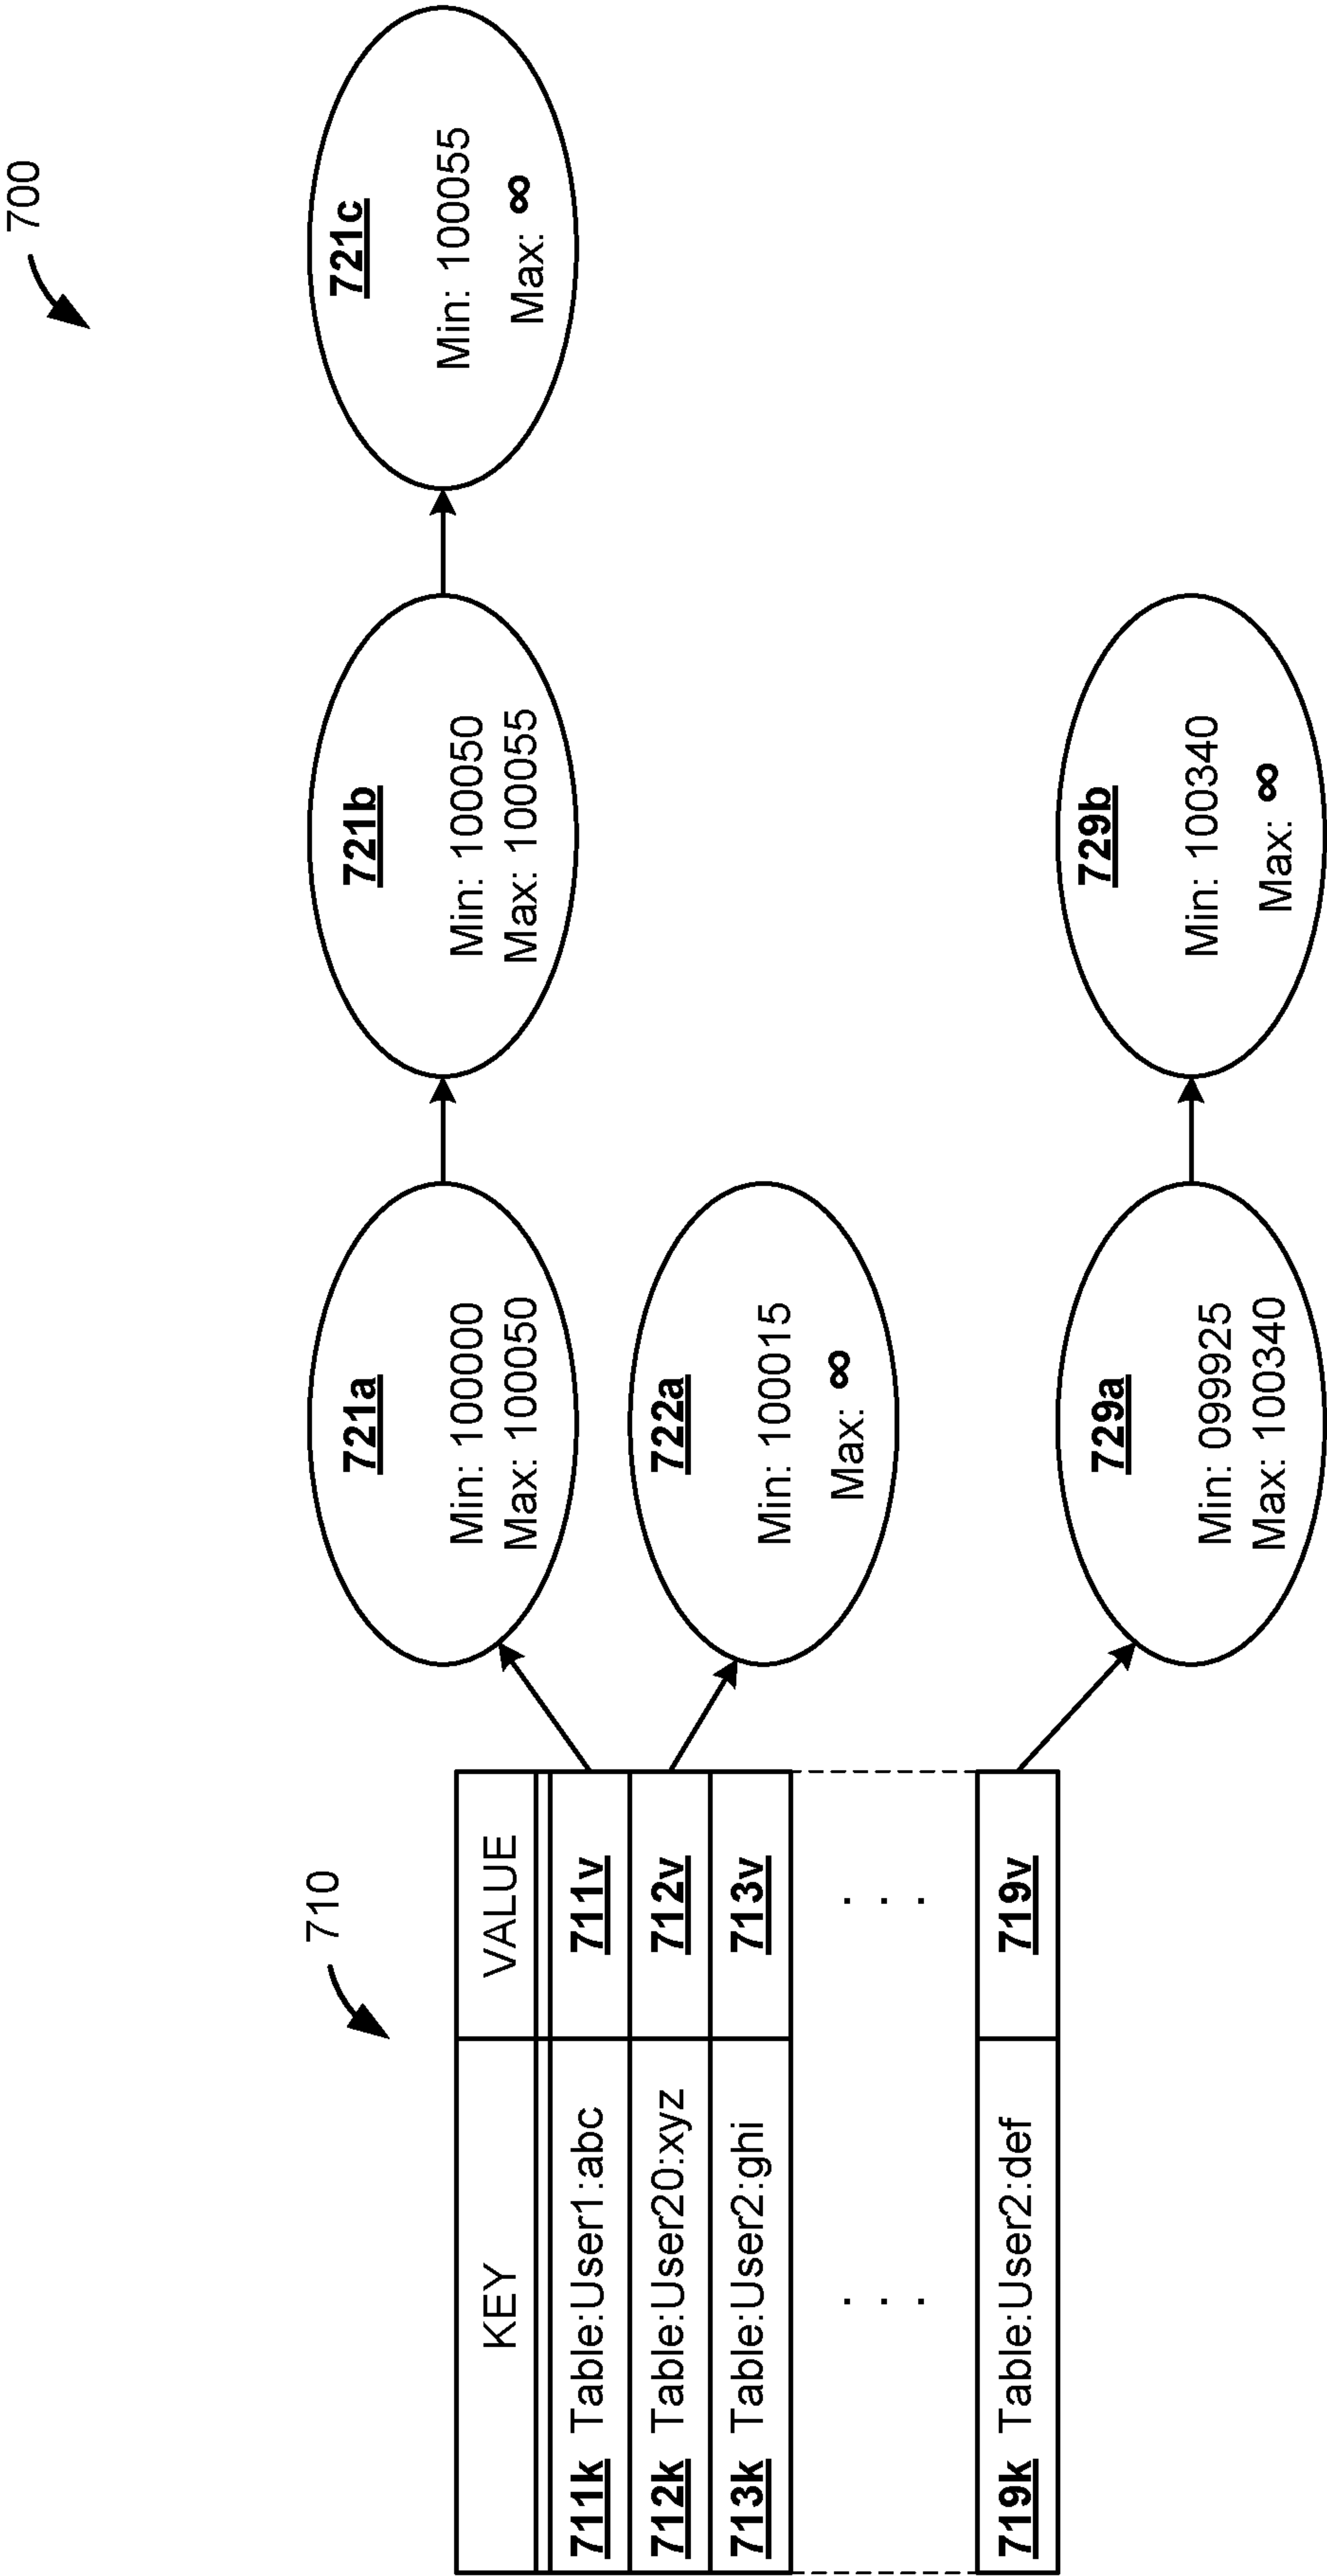 700
710
KEY VALUE
711k Table:User1:abc 711v
712k Table:User20:xyz 712v
713k Table:User2:ghi 713v
. . . . . .
719k Table:User2:def 719v
721a
Min: 100000
Max: 100050
721b
Min: 100050
Max: 100055
721c
Min: 100055
Max: ∞
722a
Min: 100015
Max: ∞
729a
Min: 099925
Max: 100340
729b
Min: 100340
Max: ∞